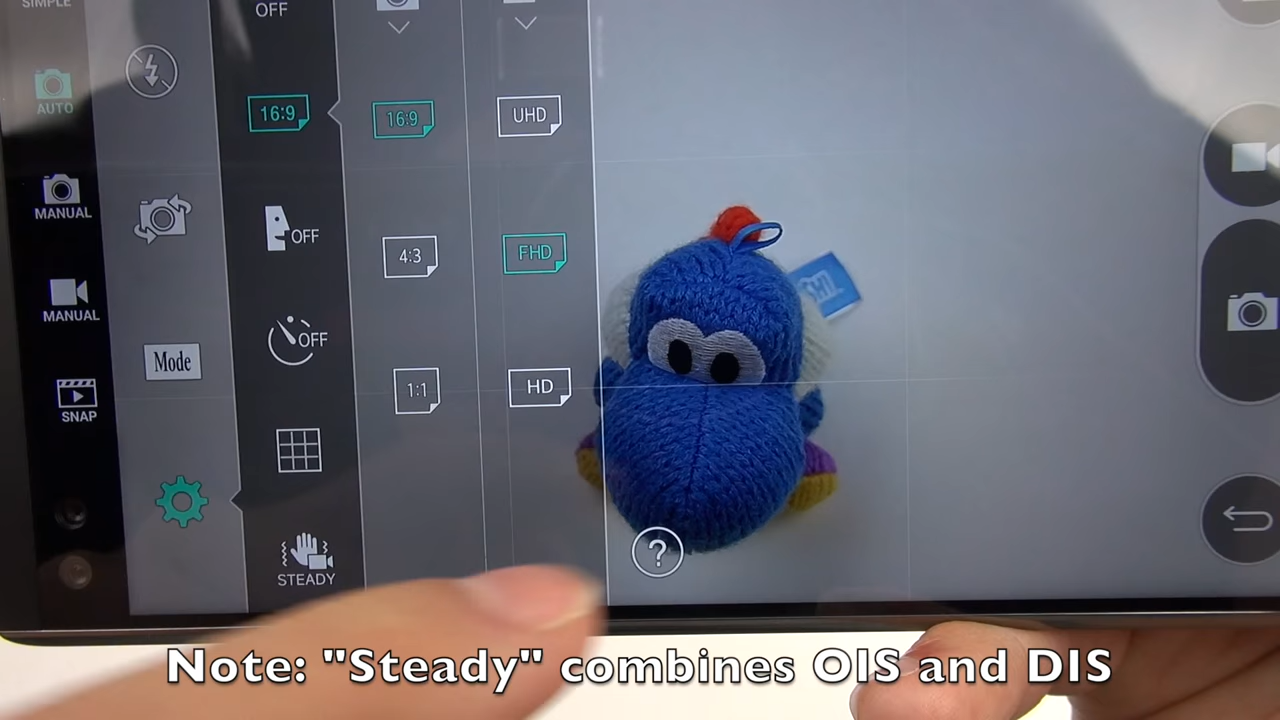 SIMPLE
AUTO
MANUAL
MANUAL
SNAP
Mode
OFF
16:9
OFF
OFF
STEADY
16:9
4:3
1:1
UHD
FHD
HD
?
Note: "Steady" combines OIS and DIS